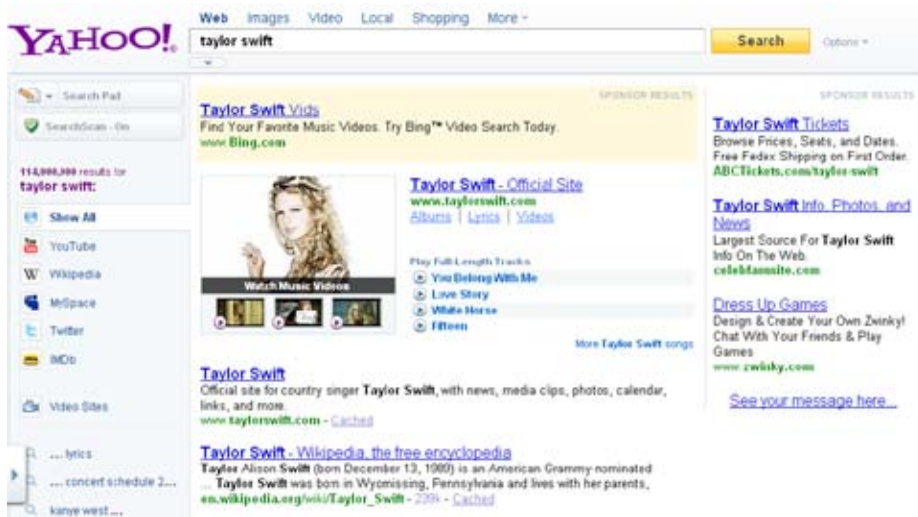 Web Images Video Local Shopping More
YAHOO!
taylor swift
Search
Options
Search Pad
SearchScan - On
114,000,000 results for
taylor swift:
Show All
YouTube
Wikipedia
MySpace
Twitter
IMDb
Video Sites
... lyrics
... concert schedule 2...
kanye west ...
SPONSOR RESULTS
Taylor Swift Vids
Find Your Favorite Music Videos. Try Bing™ Video Search Today.
www.Bing.com
Watch Music Videos
Taylor Swift - Official Site
www.taylorswift.com
Albums | Lyrics | Videos
Play Full-Length Tracks
You Belong With Me
Love Story
White Horse
Fifteen
More Taylor Swift songs
Taylor Swift
Official site for country singer Taylor Swift, with news, media clips, photos, calendar,
links, and more.
www.taylorswift.com - Cached
Taylor Swift - Wikipedia, the free encyclopedia
Taylor Alison Swift (born December 13, 1989) is an American Grammy-nominated
... Taylor Swift was born in Wyomissing, Pennsylvania and lives with her parents,
en.wikipedia.org/wiki/Taylor_Swift - 239k - Cached
SPONSOR RESULTS
Taylor Swift Tickets
Browse Prices, Seats, and Dates.
Free Fedex Shipping on First Order.
ABCTickets.com/taylor-swift
Taylor Swift Info, Photos, and
News
Largest Source For Taylor Swift
Info On The Web.
celebfansite.com
Dress Up Games
Design & Create Your Own Zwinky!
Chat With Your Friends & Play
Games
www.zwinky.com
See your message here...